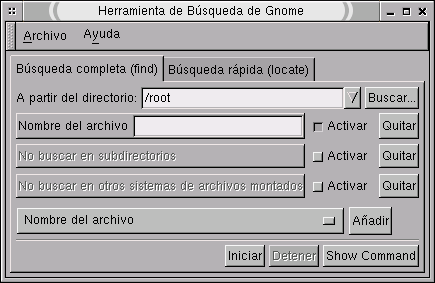 Herramienta de Búsqueda de Gnome
Archivo Ayuda
Búsqueda completa (find) Búsqueda rápida (locate)
A partir del directorio: /root Buscar...
Nombre del archivo Activar Quitar
No buscar en subdirectorios Activar Quitar
No buscar en otros sistemas de archivos montados Activar Quitar
Nombre del archivo Añadir
Iniciar Detener Show Command